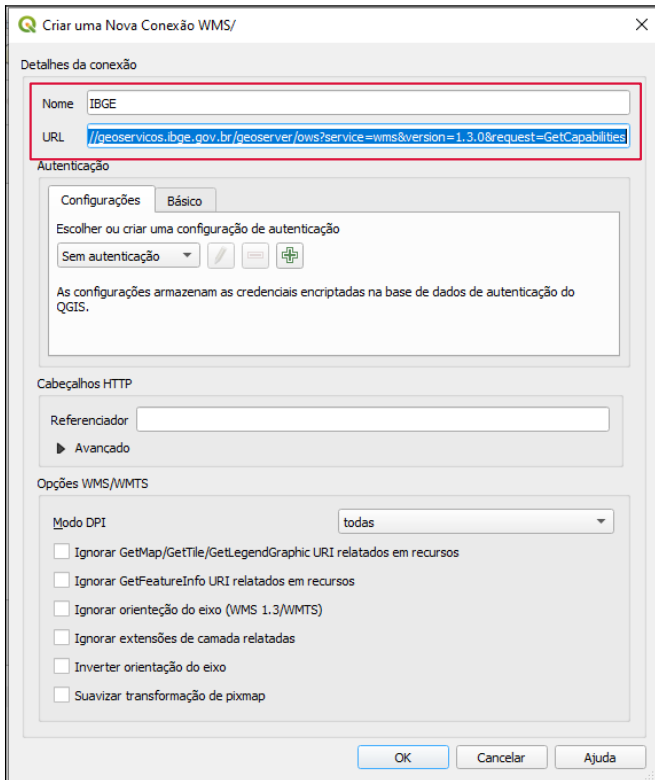 Criar uma Nova Conexão WMS/
Detalhes da conexão
Nome IBGE
URL //geoservicos.ibge.gov.br/geoserver/ows?service=wms&version=1.3.0&request=GetCapabilities
Autenticação
Configurações Básico
Escolher ou criar uma configuração de autenticação
Sem autenticação
As configurações armazenam as credenciais encriptadas na base de dados de autenticação do
QGIS.
Cabeçalhos HTTP
Referenciador
Avançado
Opções WMS/WMTS
Modo DPI todas
Ignorar GetMap/GetTile/GetLegendGraphic URI relatados em recursos
Ignorar GetFeatureInfo URI relatados em recursos
Ignorar orienteção do eixo (WMS 1.3/WMTS)
Ignorar extensões de camada relatadas
Inverter orientação do eixo
Suavizar transformação de pixmap
OK Cancelar Ajuda